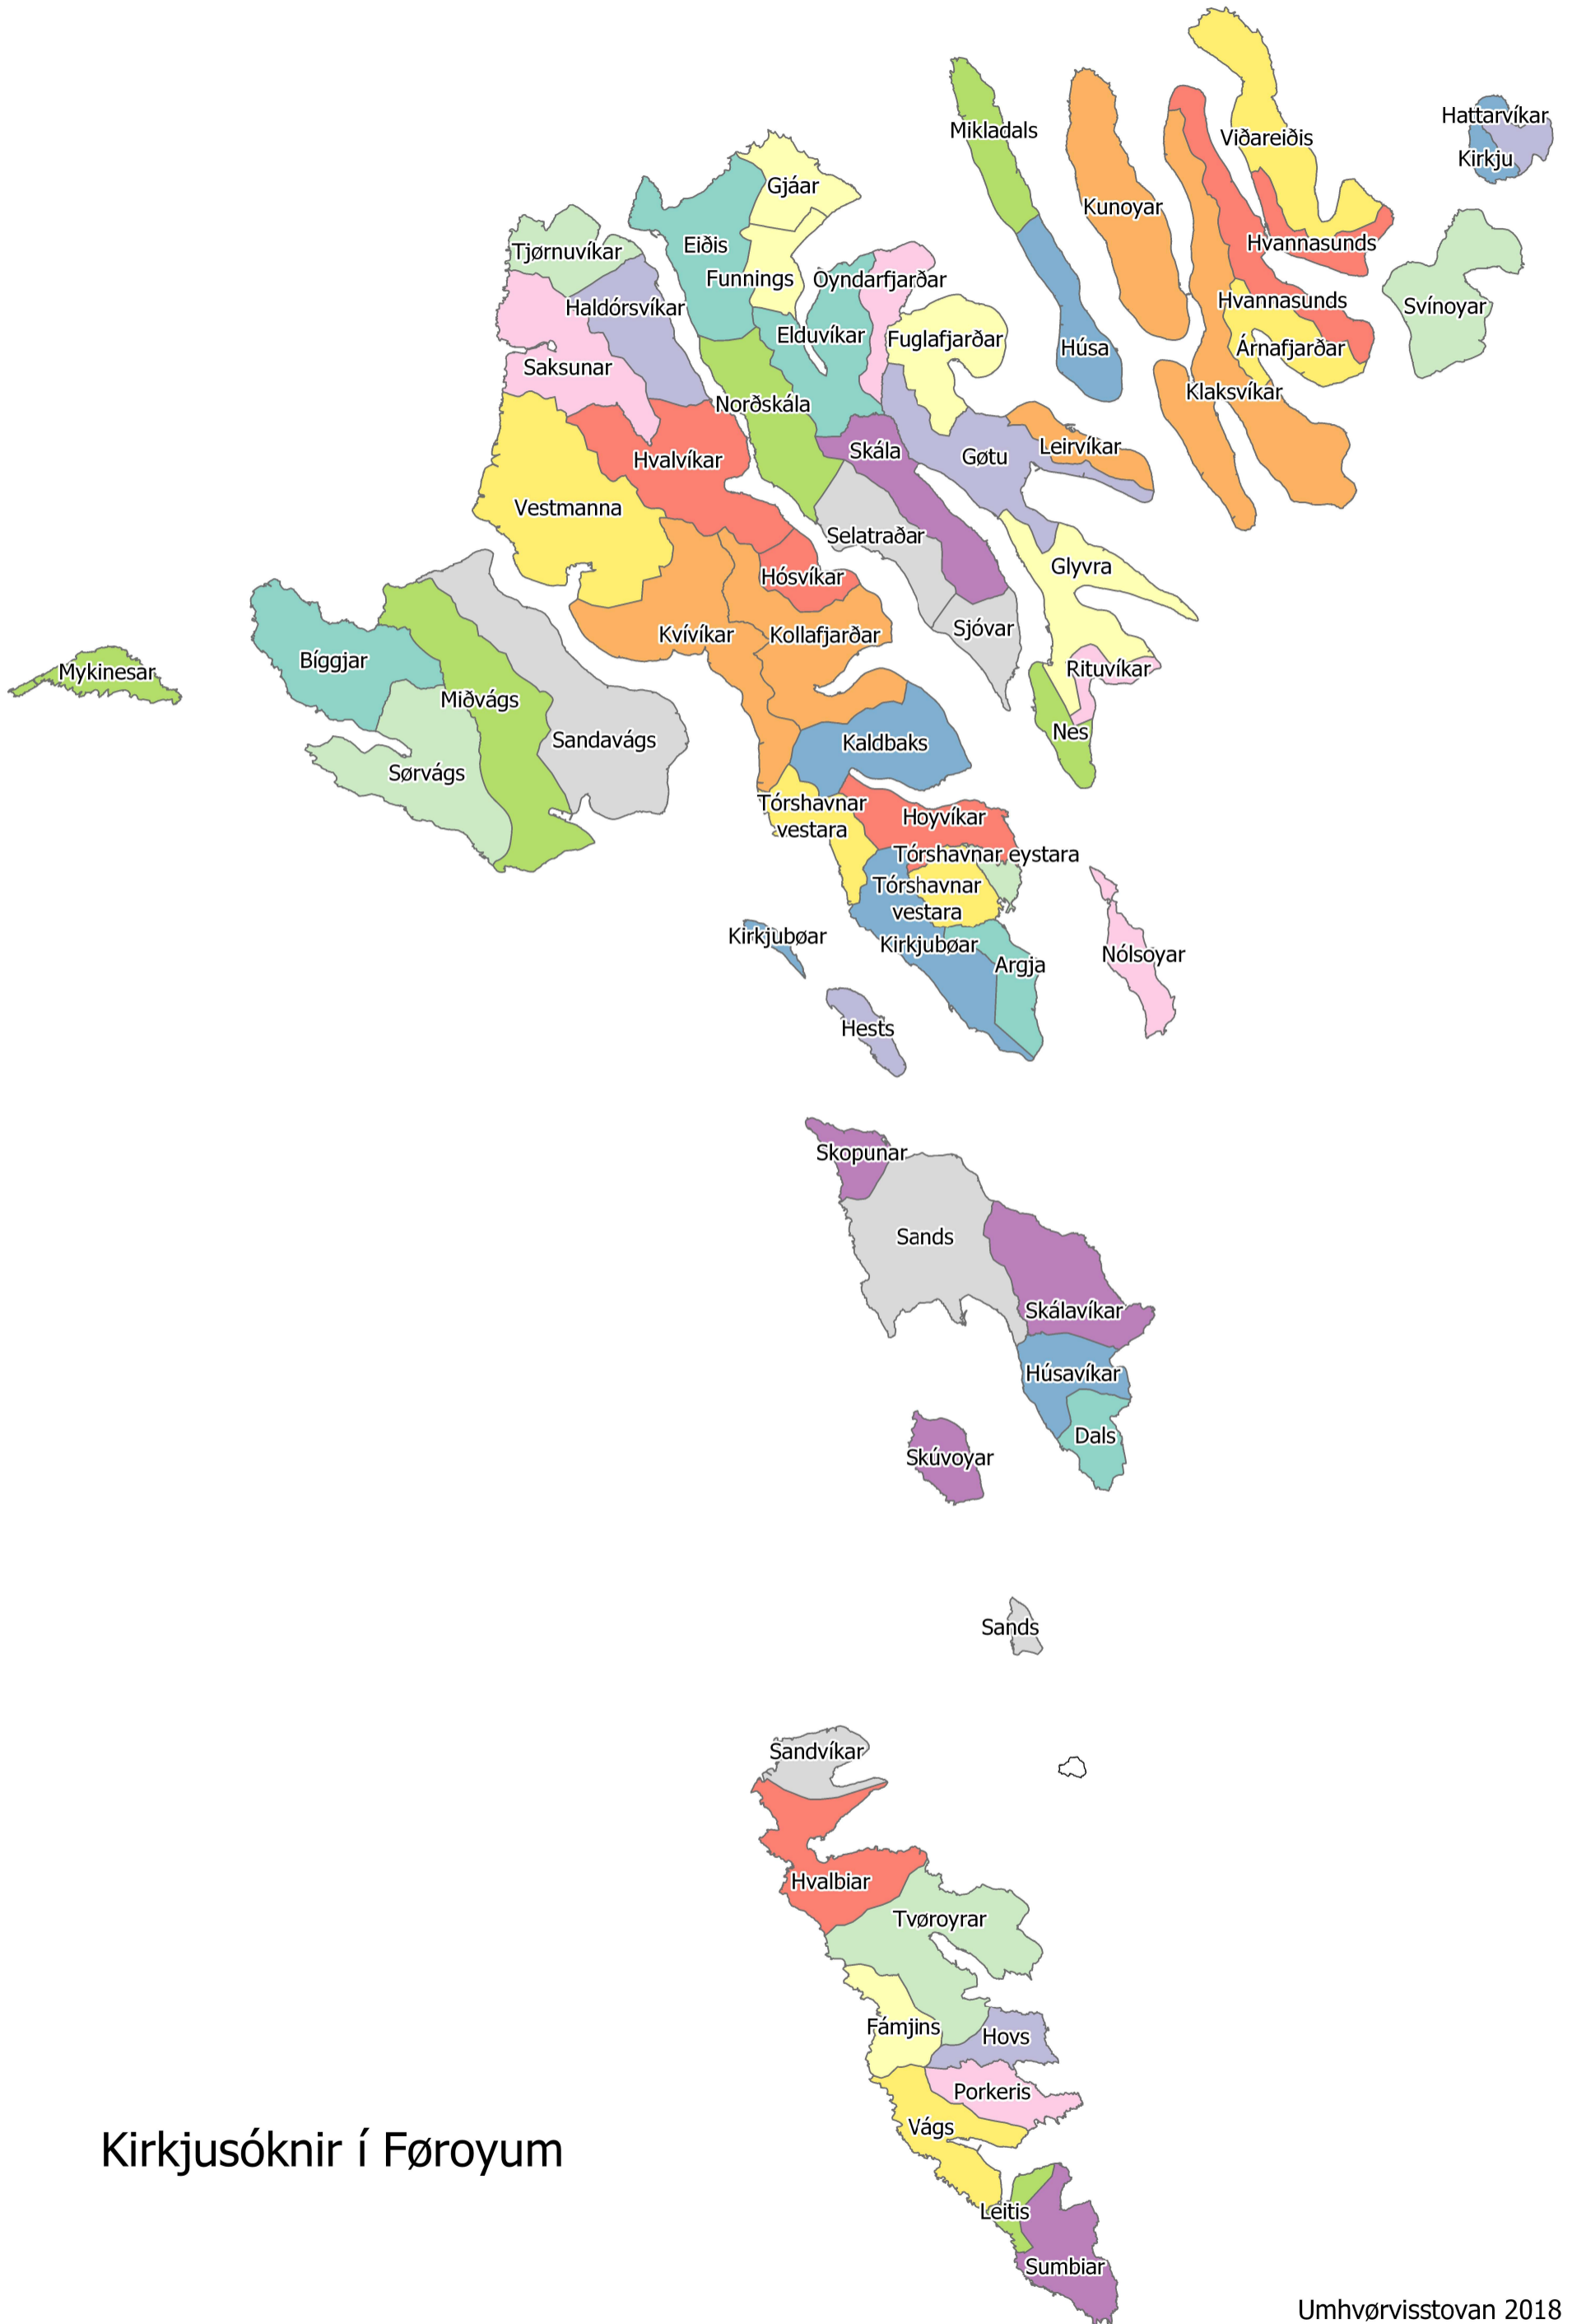 Mikladals
Hattarvíkar
Viðareiðis
Kirkju
Gjáar
Kunoyar
Hvannasunds
Eiðis
Tjørnuvíkar
Funnings
Oyndarfjarðar
Hvannasunds
Svínoyar
Haldórsvíkar
Elduvíkar
Fuglafjarðar
Húsa
Árnafjarðar
Saksunar
Klaksvíkar
Norðskála
Skála
Leirvíkar
Hvalvíkar
Gøtu
Vestmanna
Selatraðar
Glyvra
Hósvíkar
Sjóvar
Kvívíkar
Kollafjarðar
Bíggjar
Rituvíkar
Mykinesar
Miðvágs
Nes
Sandavágs
Kaldbaks
Sørvágs
Tórshavnar
vestara
Hoyvíkar
Tórshavnar eystara
Tórshavnar
vestara
Kirkjubøar
Kirkjubøar
Nólsoyar
Argja
Hests
Skopunar
Sands
Skálavíkar
Húsavíkar
Dals
Skúvoyar
Sands
Sandvíkar
Hvalbiar
Tvøroyrar
Fámjins
Hovs
Porkeris
Vágs
Kirkjusóknir í Føroyum
Leitis
Sumbiar
Umhvørvisstovan 2018